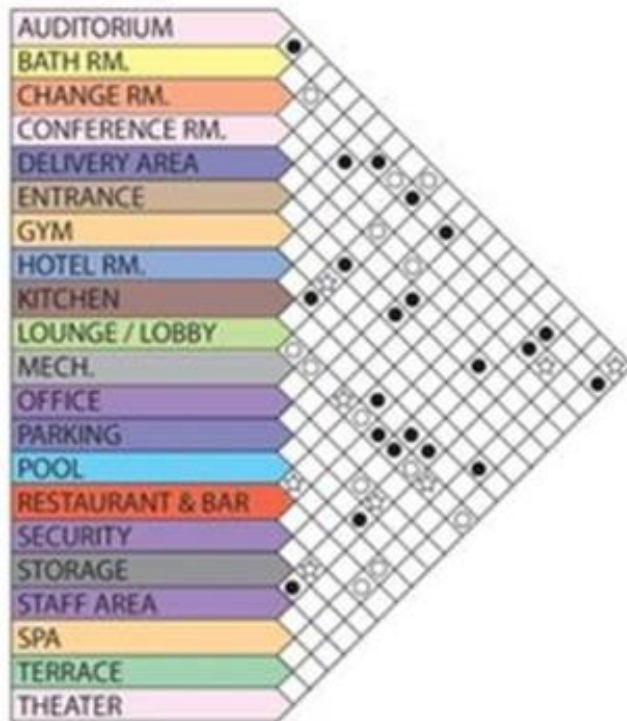 AUDITORIUM
BATH RM.
CHANGE RM.
CONFERENCE RM.
DELIVERY AREA
ENTRANCE
GYM
HOTEL RM.
KITCHEN
LOUNGE / LOBBY
MECH.
OFFICE
PARKING
POOL
RESTAURANT & BAR
SECURITY
STORAGE
STAFF AREA
SPA
TERRACE
THEATER